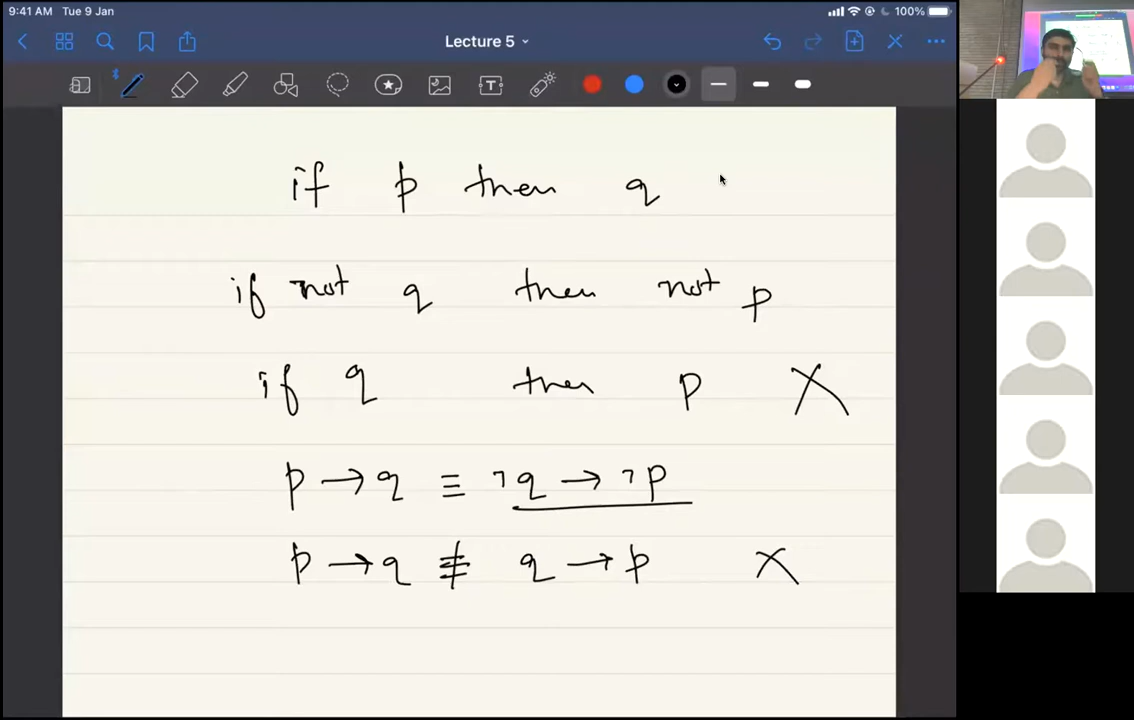 9:41 AM Tue 9 Jan 100%
Lecture 5
T
if p then q
if not q then not p
if q then p X
p → q ≡ ¬q → ¬p
p → q ≢ q → p X